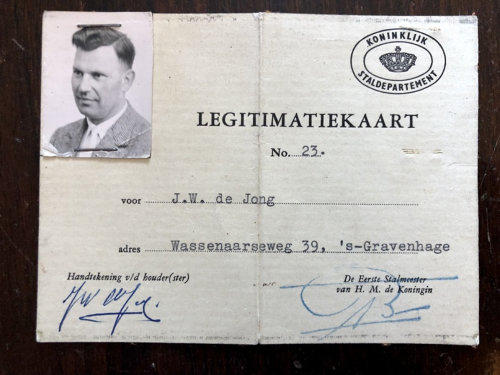 KONINKLIJK
STALDEPARTEMENT
LEGITIMATIEKAART
No. 23.
voor J.W. de Jong
adres Wassenaarseweg 39, 's-Gravenhage
Handtekening v/d houder(ster)
De Eerste Stalmeester
van H. M. de Koningin